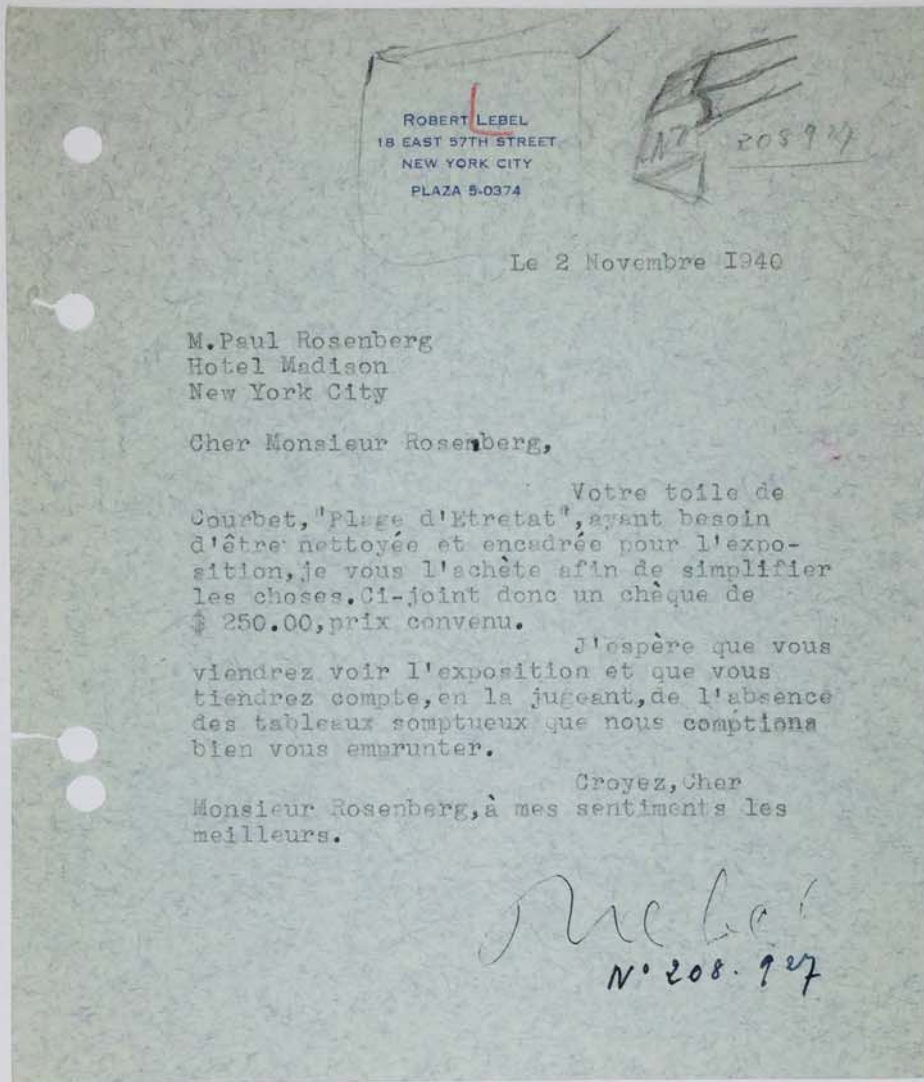 ROBERT LEBEL
18 EAST 57TH STREET
NEW YORK CITY
PLAZA 5-0374
N° 208927
Le 2 Novembre I940
M.Paul Rosenberg
Hotel Madison
New York City
Cher Monsieur Rosenberg,
Votre toile de
Courbet,"Plage d'Etretat",ayant besoin
d'être nettoyée et encadrée pour l'expo-
sition,je vous l'achète afin de simplifier
les choses.Ci-joint donc un chèque de
$ 250.00,prix convenu.
J'espère que vous
viendrez voir l'exposition et que vous
tiendrez compte,en la jugeant,de l'absence
des tableaux somptueux que nous comptions
bien vous emprunter.
Croyez,Cher
Monsieur Rosenberg,à mes sentiments les
meilleurs.
RLebel
N° 208.927